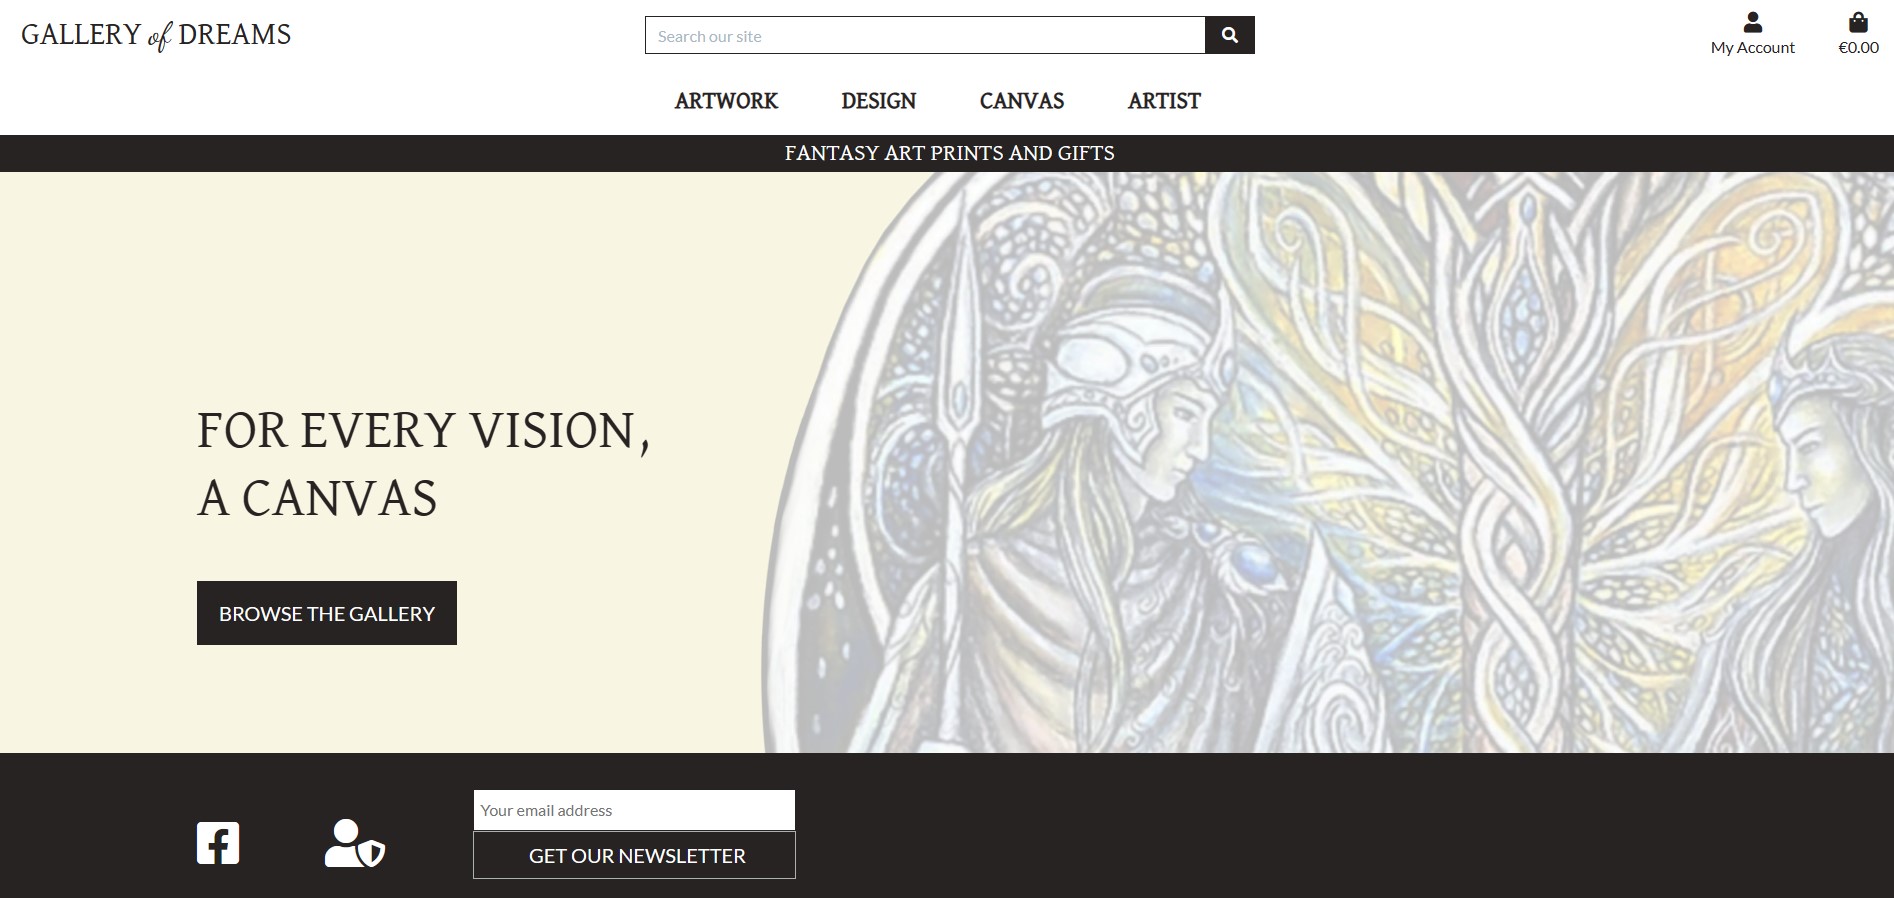 GALLERY of DREAMS
Search our site
My Account
€0.00
ARTWORK DESIGN CANVAS ARTIST
FANTASY ART PRINTS AND GIFTS
FOR EVERY VISION,
A CANVAS
BROWSE THE GALLERY
Your email address
GET OUR NEWSLETTER